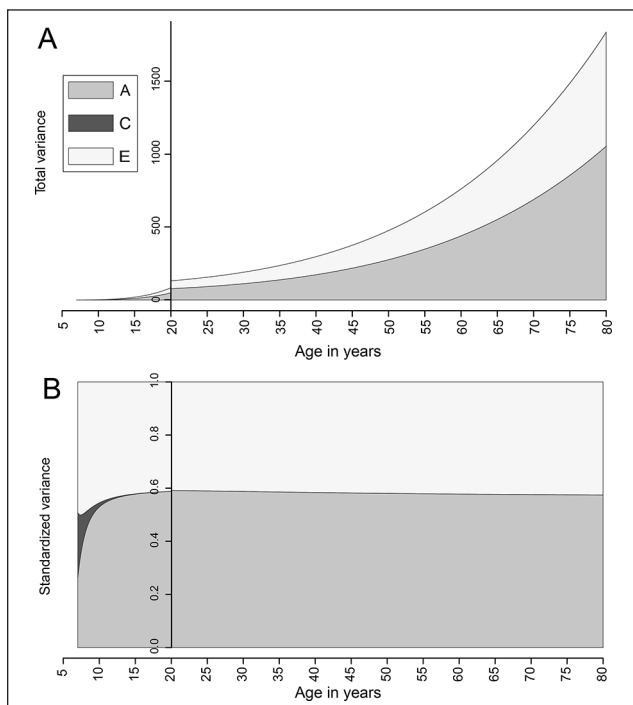 A
A
C
E
Total variance
0
500
1000
1500
5 10 15 20 25 30 35 40 45 50 55 60 65 70 75 80
Age in years
B
Standardized variance
0.0 0.2 0.4 0.6 0.8 1.0
5 10 15 20 25 30 35 40 45 50 55 60 65 70 75 80
Age in years